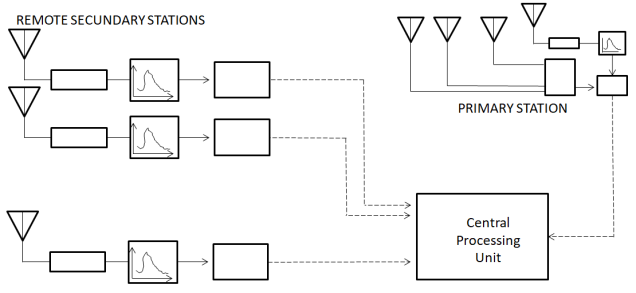 REMOTE SECUNDARY STATIONS
PRIMARY STATION
Central
Processing
Unit